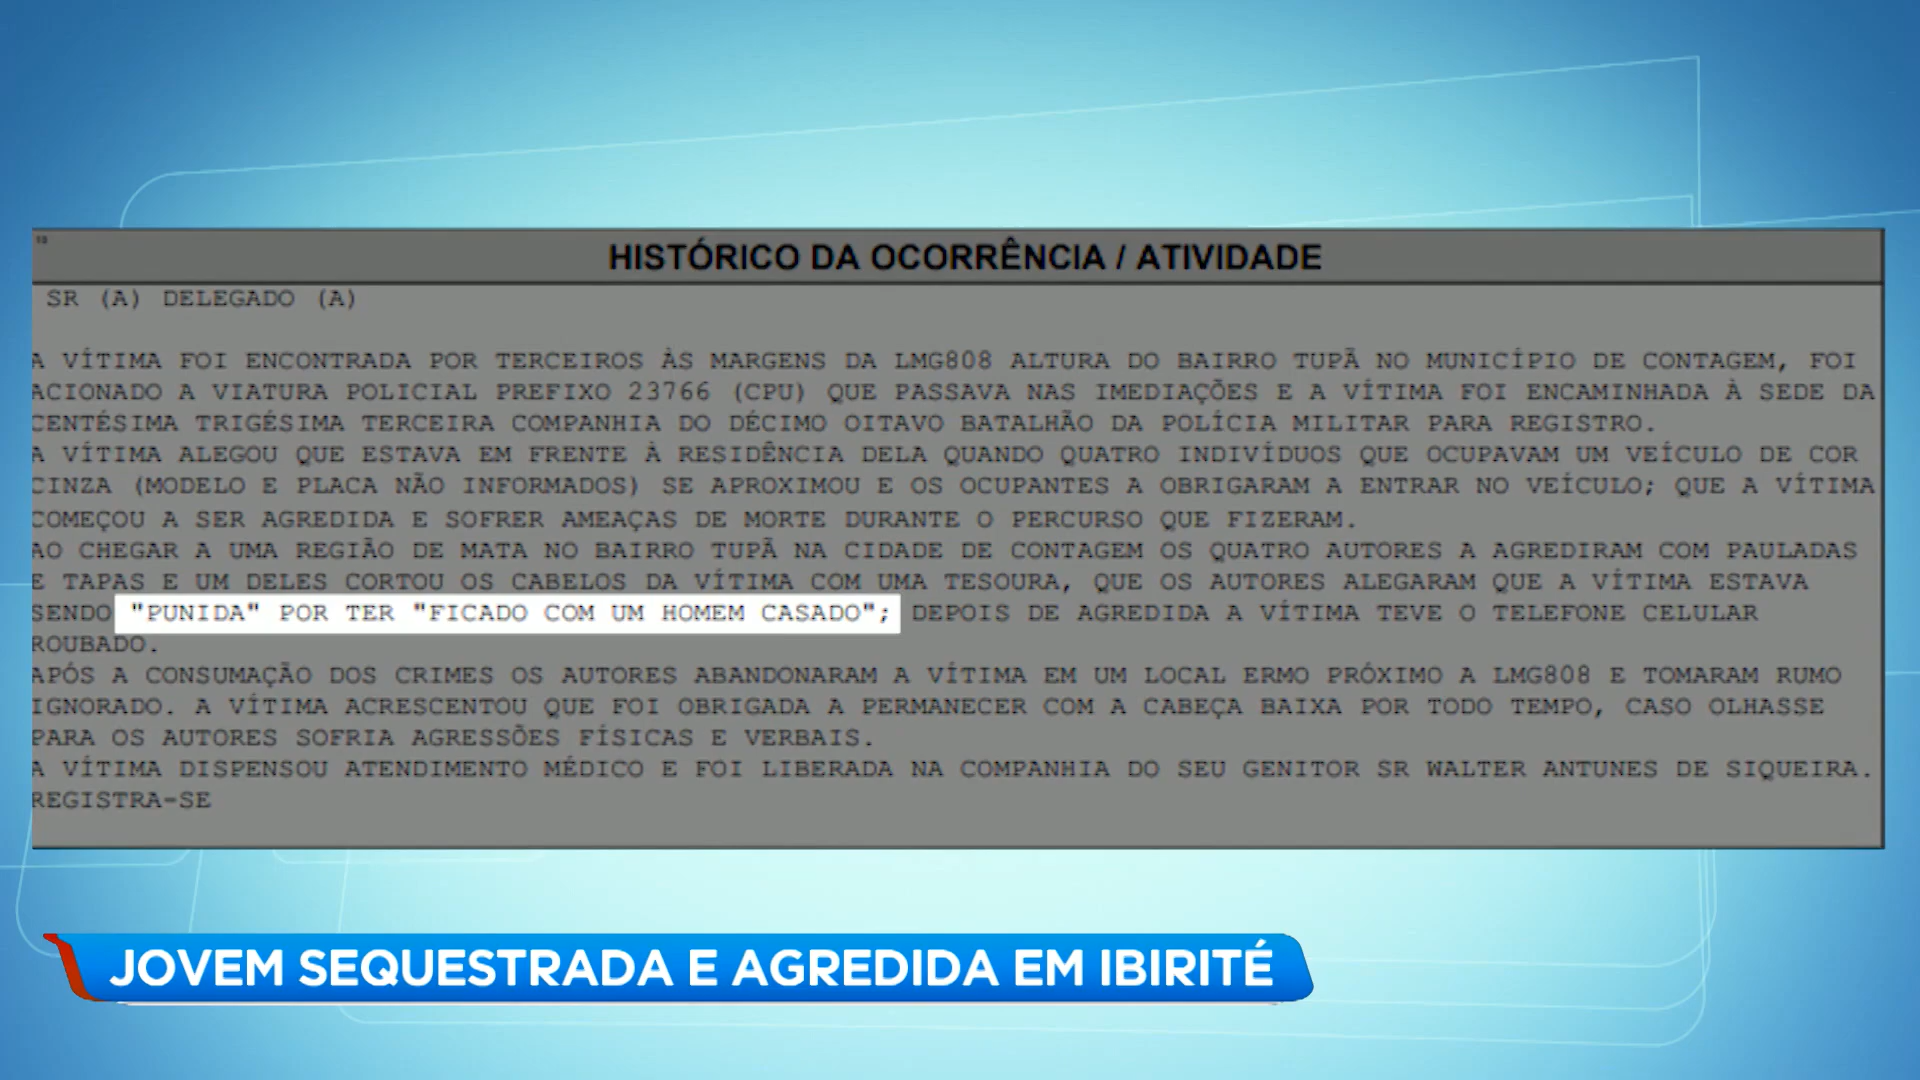 HISTÓRICO DA OCORRÊNCIA / ATIVIDADE
SR (A) DELEGADO (A)
A VÍTIMA FOI ENCONTRADA POR TERCEIROS ÀS MARGENS DA LMG808 ALTURA DO BAIRRO TUPÃ NO MUNICÍPIO DE CONTAGEM, FOI
ACIONADO A VIATURA POLICIAL PREFIXO 23766 (CPU) QUE PASSAVA NAS IMEDIAÇÕES E A VÍTIMA FOI ENCAMINHADA À SEDE DA
CENTÉSIMA TRIGÉSIMA TERCEIRA COMPANHIA DO DÉCIMO OITAVO BATALHÃO DA POLÍCIA MILITAR PARA REGISTRO.
A VÍTIMA ALEGOU QUE ESTAVA EM FRENTE À RESIDÊNCIA DELA QUANDO QUATRO INDIVÍDUOS QUE OCUPAVAM UM VEÍCULO DE COR
CINZA (MODELO E PLACA NÃO INFORMADOS) SE APROXIMOU E OS OCUPANTES A OBRIGARAM A ENTRAR NO VEÍCULO; QUE A VÍTIMA
COMEÇOU A SER AGREDIDA E SOFRER AMEAÇAS DE MORTE DURANTE O PERCURSO QUE FIZERAM.
AO CHEGAR A UMA REGIÃO DE MATA NO BAIRRO TUPÃ NA CIDADE DE CONTAGEM OS QUATRO AUTORES A AGREDIRAM COM PAULADAS
E TAPAS E UM DELES CORTOU OS CABELOS DA VÍTIMA COM UMA TESOURA, QUE OS AUTORES ALEGARAM QUE A VÍTIMA ESTAVA
SENDO "PUNIDA" POR TER "FICADO COM UM HOMEM CASADO"; DEPOIS DE AGREDIDA A VÍTIMA TEVE O TELEFONE CELULAR
ROUBADO.
APÓS A CONSUMAÇÃO DOS CRIMES OS AUTORES ABANDONARAM A VÍTIMA EM UM LOCAL ERMO PRÓXIMO A LMG808 E TOMARAM RUMO
IGNORADO. A VÍTIMA ACRESCENTOU QUE FOI OBRIGADA A PERMANECER COM A CABEÇA BAIXA POR TODO TEMPO, CASO OLHASSE
PARA OS AUTORES SOFRIA AGRESSÕES FÍSICAS E VERBAIS.
A VÍTIMA DISPENSOU ATENDIMENTO MÉDICO E FOI LIBERADA NA COMPANHIA DO SEU GENITOR SR WALTER ANTUNES DE SIQUEIRA.
REGISTRA-SE
JOVEM SEQUESTRADA E AGREDIDA EM IBIRITÉ